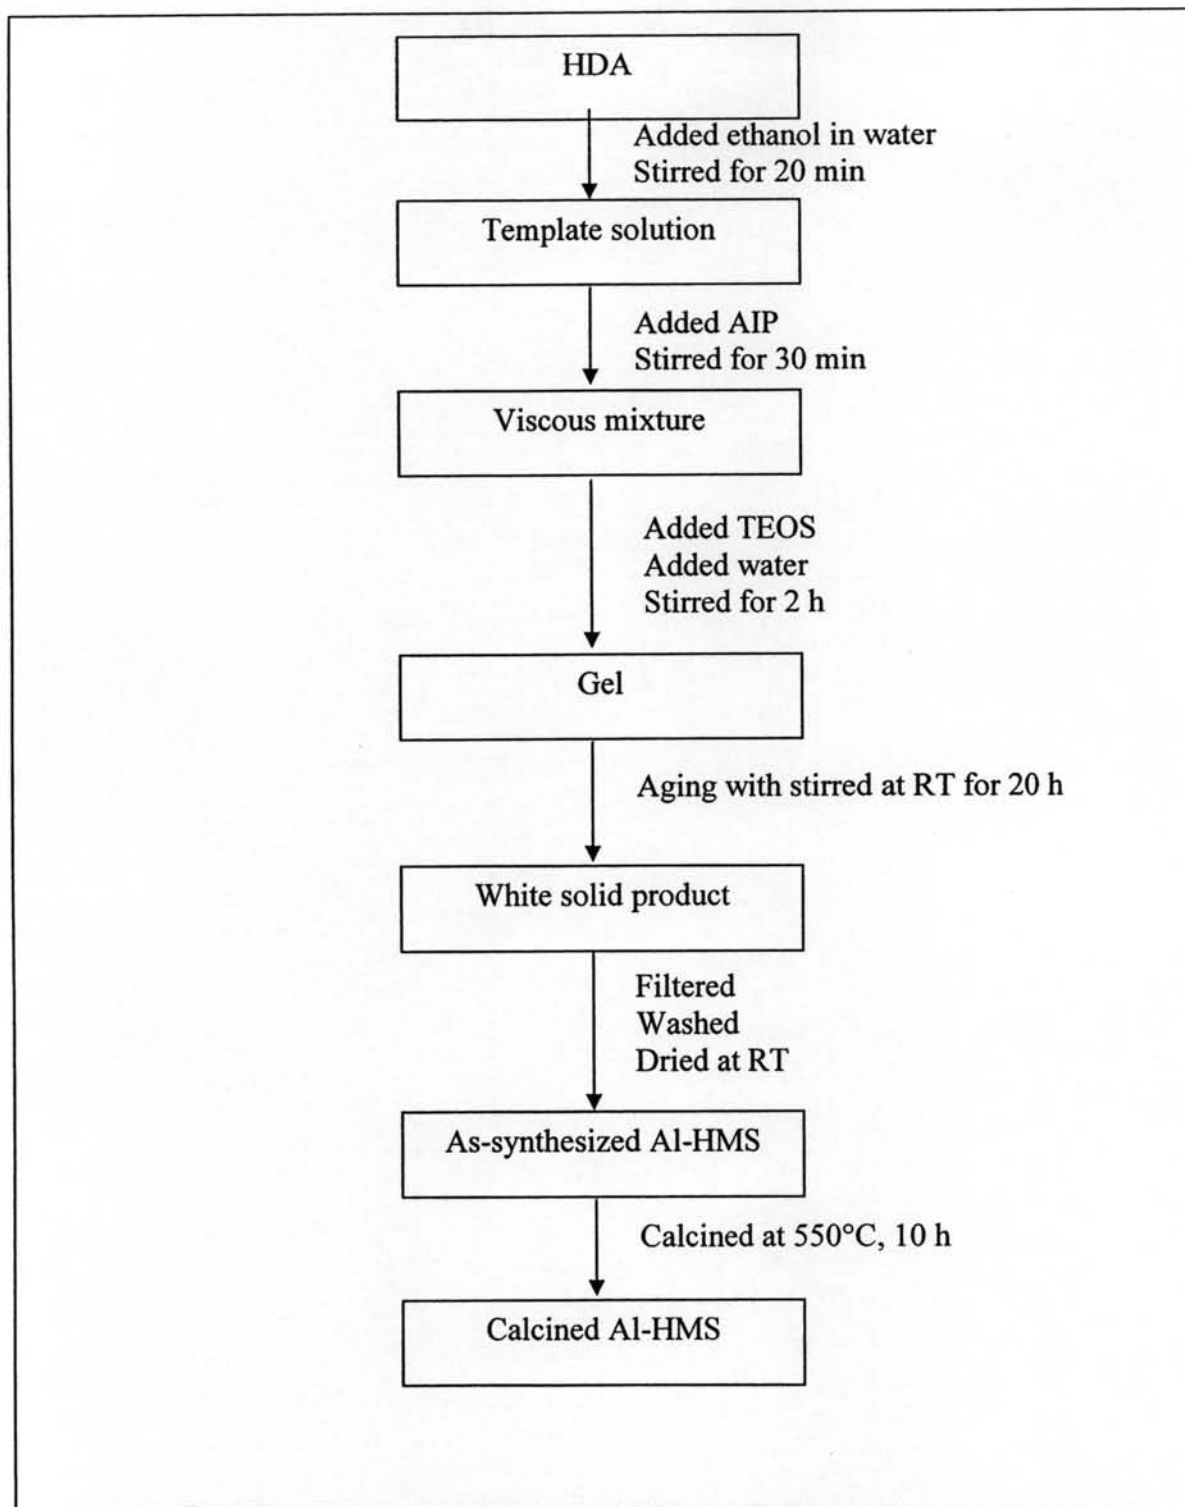 HDA
Added ethanol in water
Stirred for 20 min
Template solution
Added AIP
Stirred for 30 min
Viscous mixture
Added TEOS
Added water
Stirred for 2 h
Gel
Aging with stirred at RT for 20 h
White solid product
Filtered
Washed
Dried at RT
As-synthesized Al-HMS
Calcined at 550°C, 10 h
Calcined Al-HMS